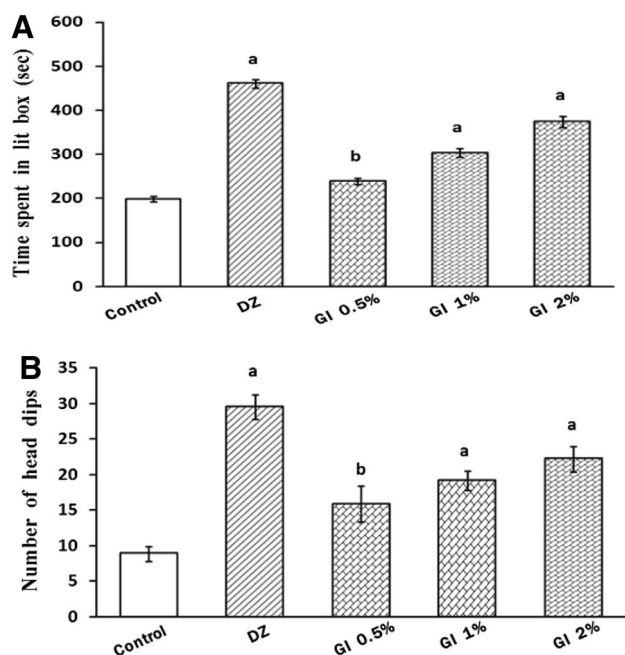 A
Time spent in lit box (sec)
600
500
400
300
200
100
0
a
b
a
a
Control
DZ
GI 0.5%
GI 1%
GI 2%
B
Number of head dips
35
30
25
20
15
10
5
0
a
b
a
a
Control
DZ
GI 0.5%
GI 1%
GI 2%